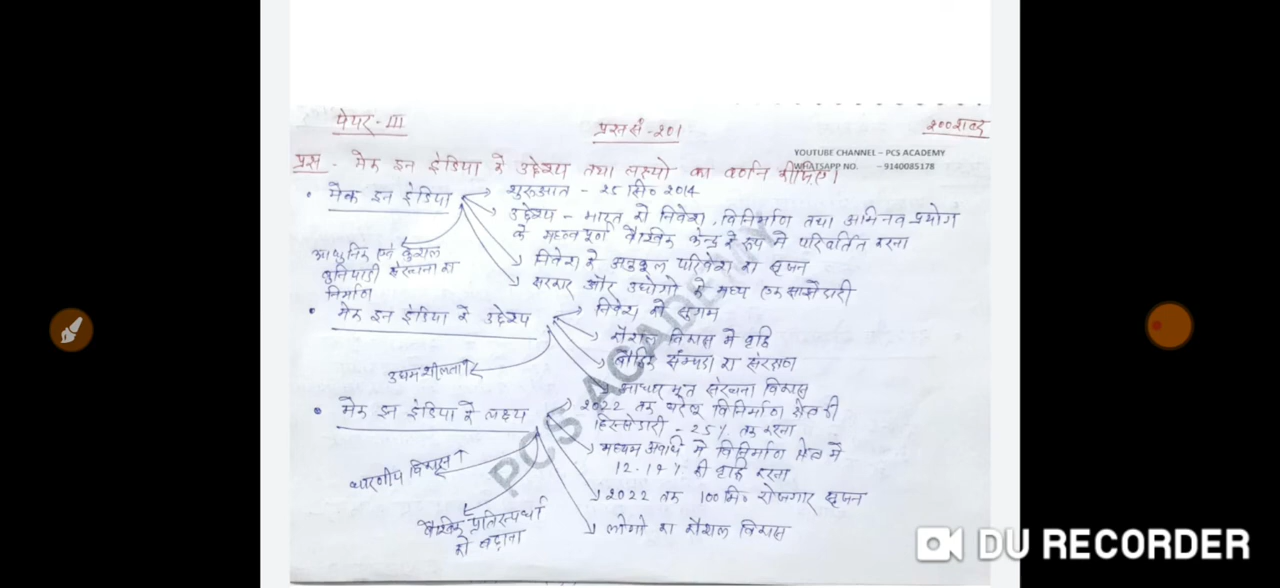 पेपर - III
प्रश्न सं - 201
200 शब्द
YOUTUBE CHANNEL – PCS ACADEMY
WHATSAPP NO. - 9140085178
प्रश्न - मेक इन इंडिया के उद्देश्य तथा लक्ष्यो का वर्णन कीजिए।
• मेक इन इंडिया
शुरुआत - 25 सित० 2014
उद्देश्य - भारत को निवेश, विनिर्माण तथा अभिनव प्रयोग
के महत्वपूर्ण वैश्विक केन्द्र के रूप मे परिवर्तित करना
निवेश के अनुकूल परिवेश का सृजन
सरकार और उद्योगो के मध्य एक साझेदारी
आधुनिक एवं कुशल
बुनियादी संरचना का
निर्माण
• मेक इन इंडिया के उद्देश्य
निवेश को सुगम
कौशल विकास मे वृद्धि
बौद्धिक सम्पदा का संरक्षण
आधार भूत संरचना विकास
उद्यमशीलता↑
• मेक इन इंडिया के लक्ष्य
2022 तक घरेलू विनिर्माण क्षेत्र की
हिस्सेदारी - 25% तक करना
मध्यम अवधि मे विनिर्माण क्षेत्र मे
12-14% की वृद्धि करना
2022 तक 100 मि० रोजगार सृजन
लोगो का कौशल विकास
धारणीय विकास↑
वैश्विक प्रतिस्पर्धा
को बढ़ाना
PCS ACADEMY
DU RECORDER